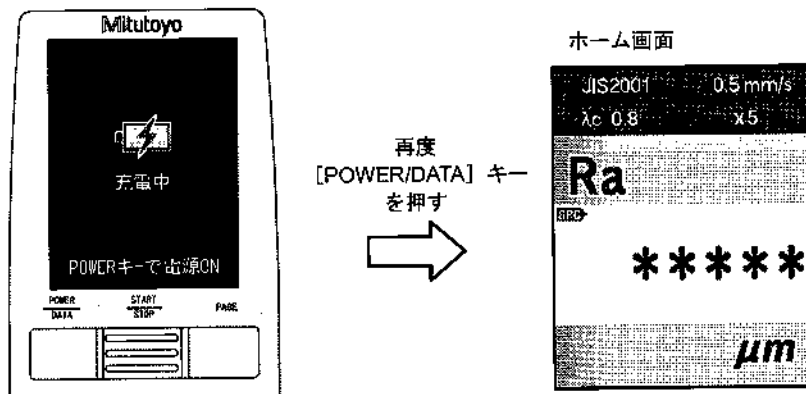 Mitutoyo
充電中
POWERキーで電源ON
POWER
DATA
START
STOP
PAGE
再度
[POWER/DATA] キー
を押す
ホーム画面
JIS2001 0.5mm/s
λc 0.8 x5
Ra
*****
μm